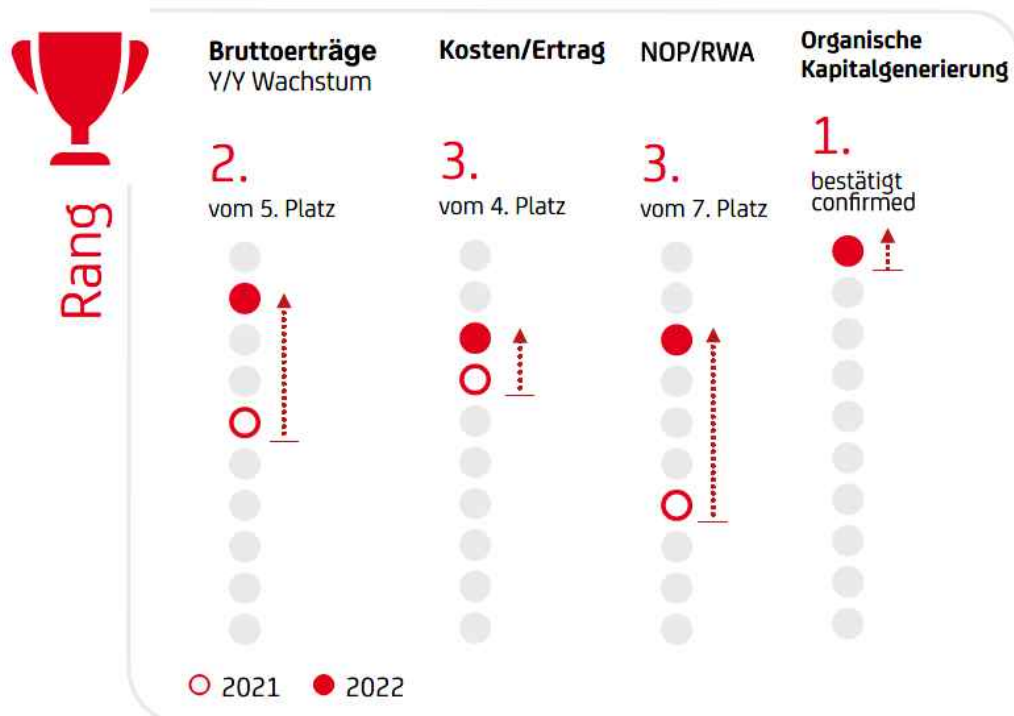 Rang
Bruttoerträge
Y/Y Wachstum
2.
vom 5. Platz
Kosten/Ertrag
3.
vom 4. Platz
NOP/RWA
3.
vom 7. Platz
Organische
Kapitalgenerierung
1.
bestätigt
confirmed
2021
2022